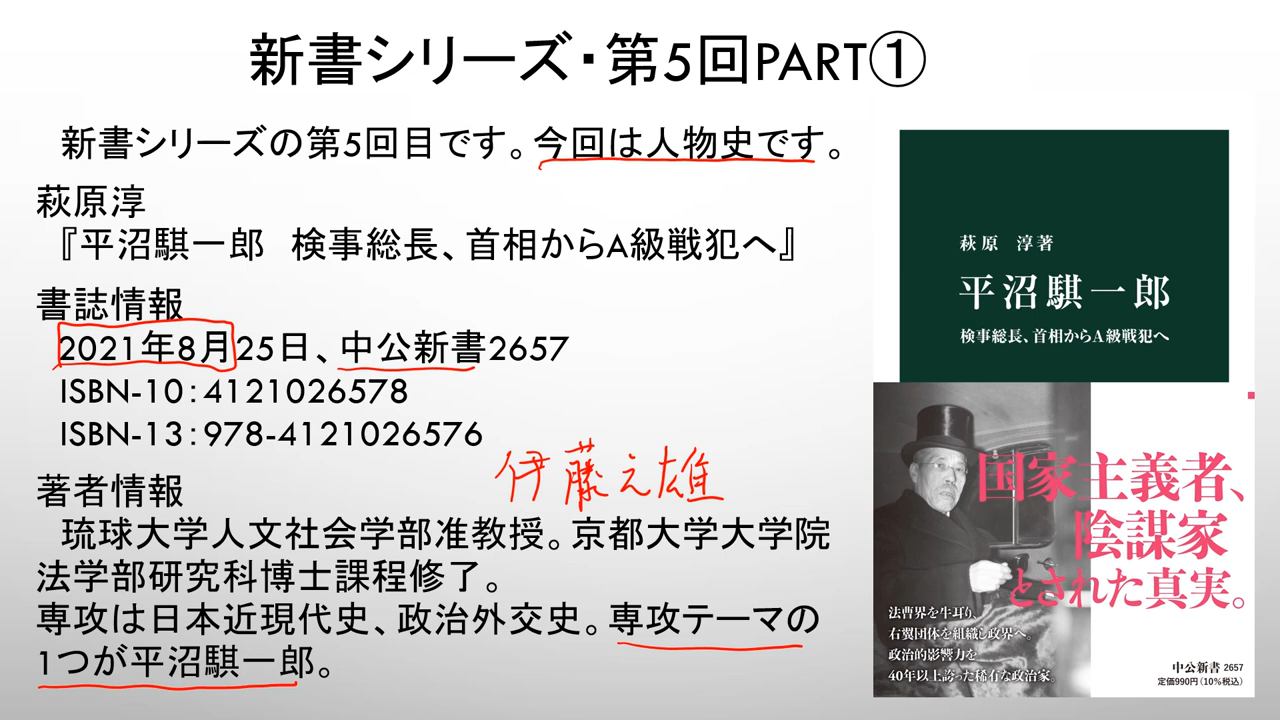 新書シリーズ・第5回PART①
新書シリーズの第5回目です。今回は人物史です。
萩原淳
『平沼騏一郎　検事総長、首相からA級戦犯へ』
書誌情報
2021年8月25日、中公新書2657
ISBN-10：4121026578
ISBN-13：978-4121026576
伊藤之雄
著者情報
琉球大学人文社会学部准教授。京都大学大学院
法学部研究科博士課程修了。
専攻は日本近現代史、政治外交史。専攻テーマの
1つが平沼騏一郎。
萩原　淳著
平沼騏一郎
検事総長、首相からA級戦犯へ
国家主義者、
陰謀家
とされた真実。
法曹界を牛耳り、
右翼団体を組織し政界へ。
政治的影響力を
40年以上誇った稀有な政治家。
中公新書 2657
定価990円（10%税込）